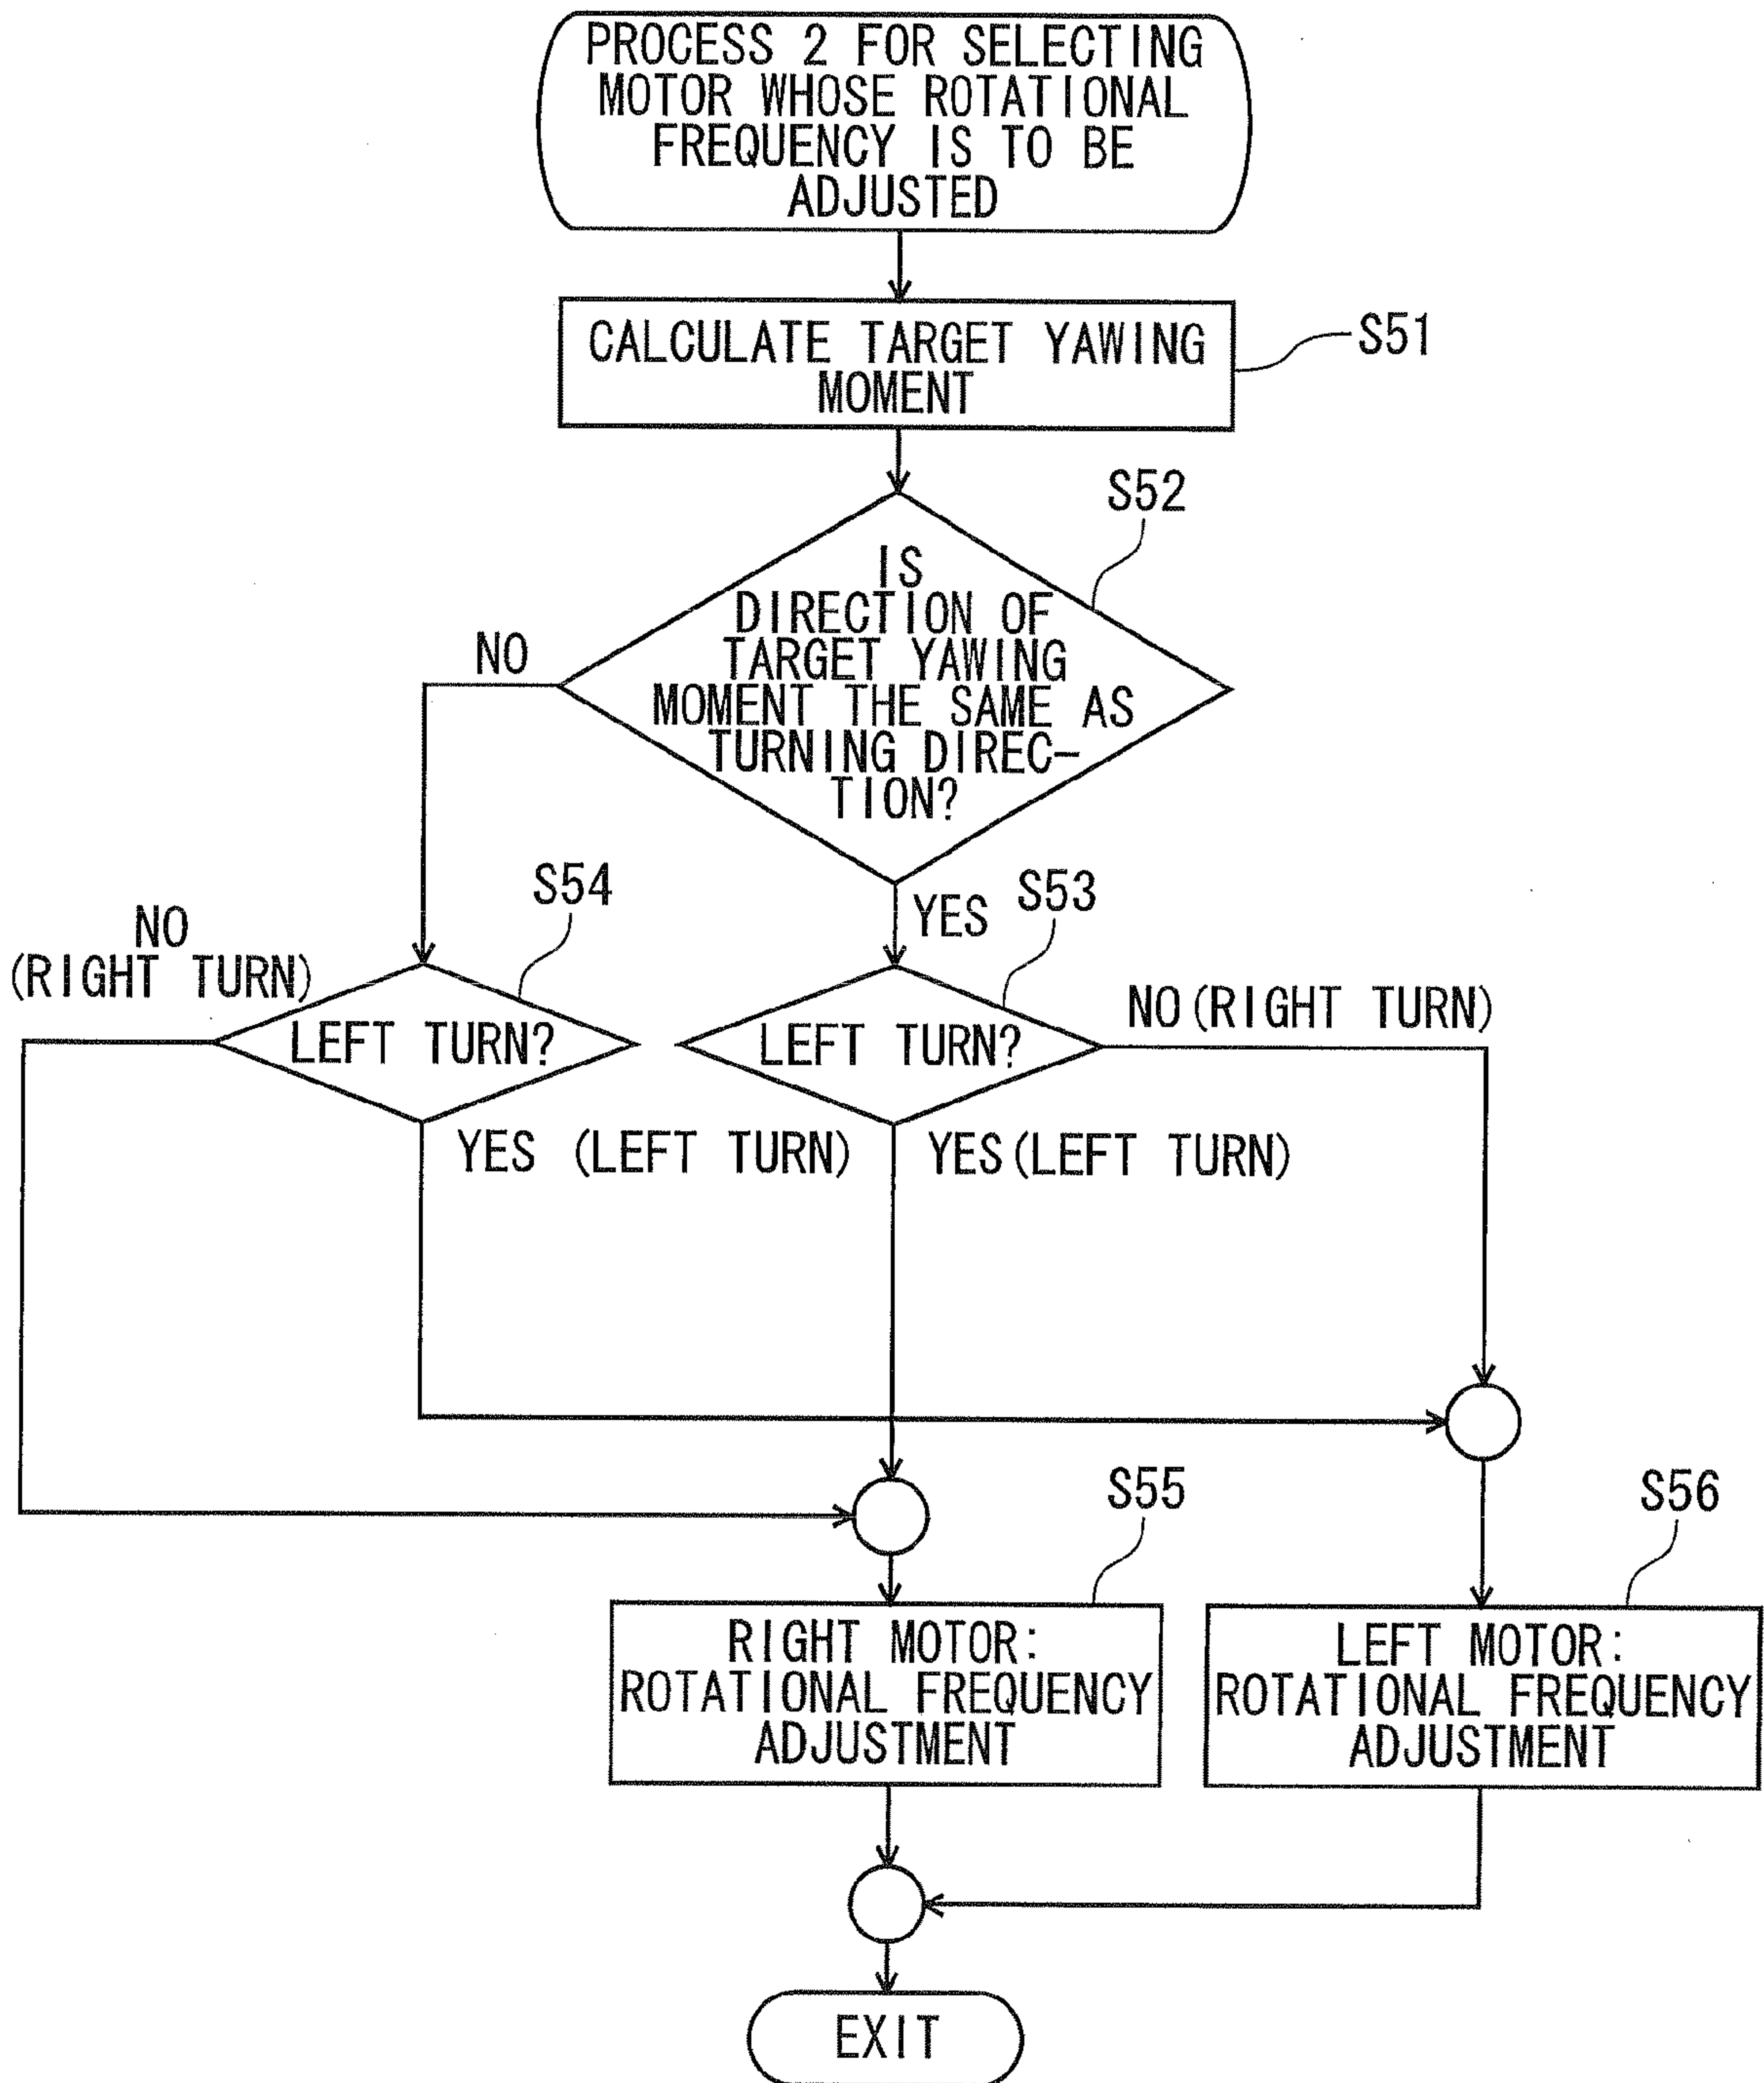 PROCESS 2 FOR SELECTING
MOTOR WHOSE ROTATIONAL
FREQUENCY IS TO BE
ADJUSTED
CALCULATE TARGET YAWING
MOMENT
S51
S52
IS
DIRECTION OF
TARGET YAWING
MOMENT THE SAME AS
TURNING DIREC-
TION?
NO
YES
S54
S53
NO
(RIGHT TURN)
LEFT TURN?
LEFT TURN?
NO(RIGHT TURN)
YES (LEFT TURN)
YES(LEFT TURN)
S55
S56
RIGHT MOTOR:
ROTATIONAL FREQUENCY
ADJUSTMENT
LEFT MOTOR:
ROTATIONAL FREQUENCY
ADJUSTMENT
EXIT